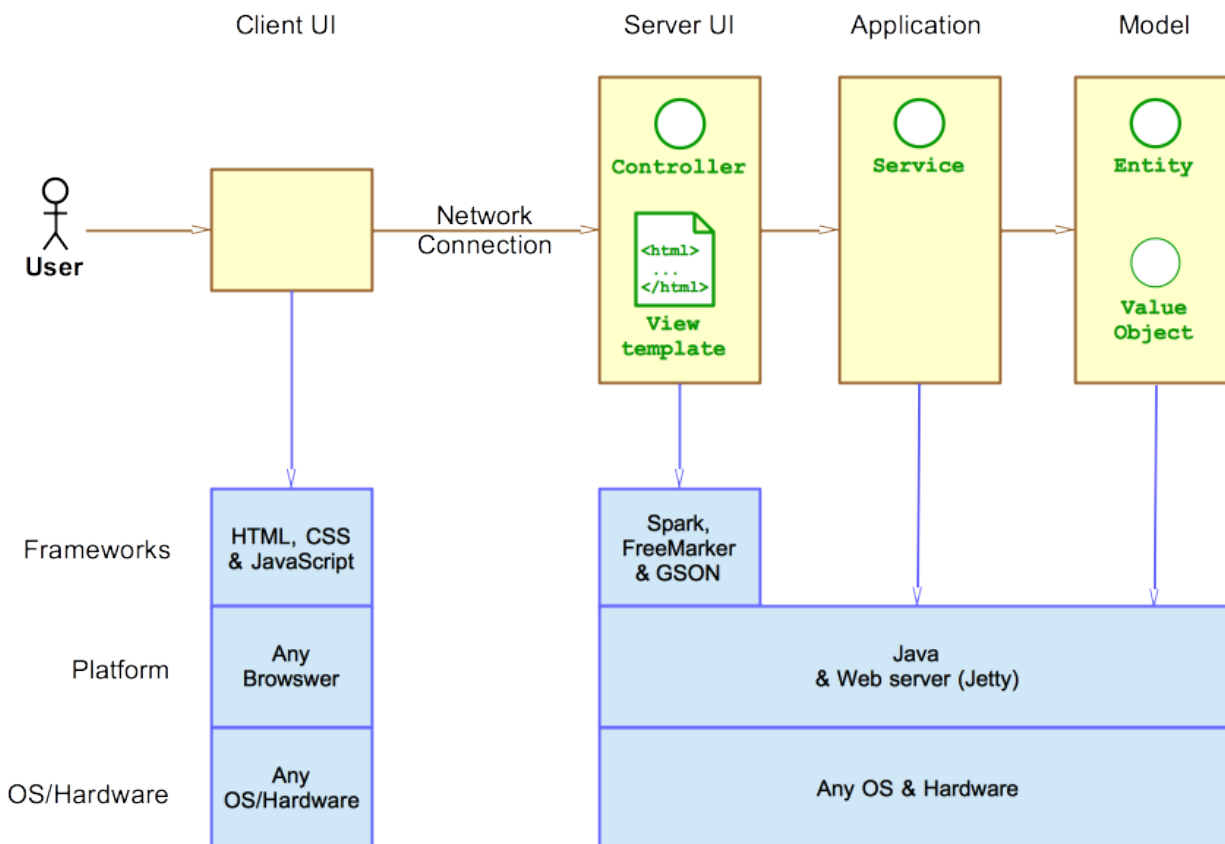 Client UI
Server UI
Application
Model
Controller
Service
Entity
User
Network
Connection
<html>
...
</html>
View
template
Value
Object
Frameworks
HTML, CSS
& JavaScript
Spark,
FreeMarker
& GSON
Platform
Any
Browswer
Java
& Web server (Jetty)
OS/Hardware
Any
OS/Hardware
Any OS & Hardware